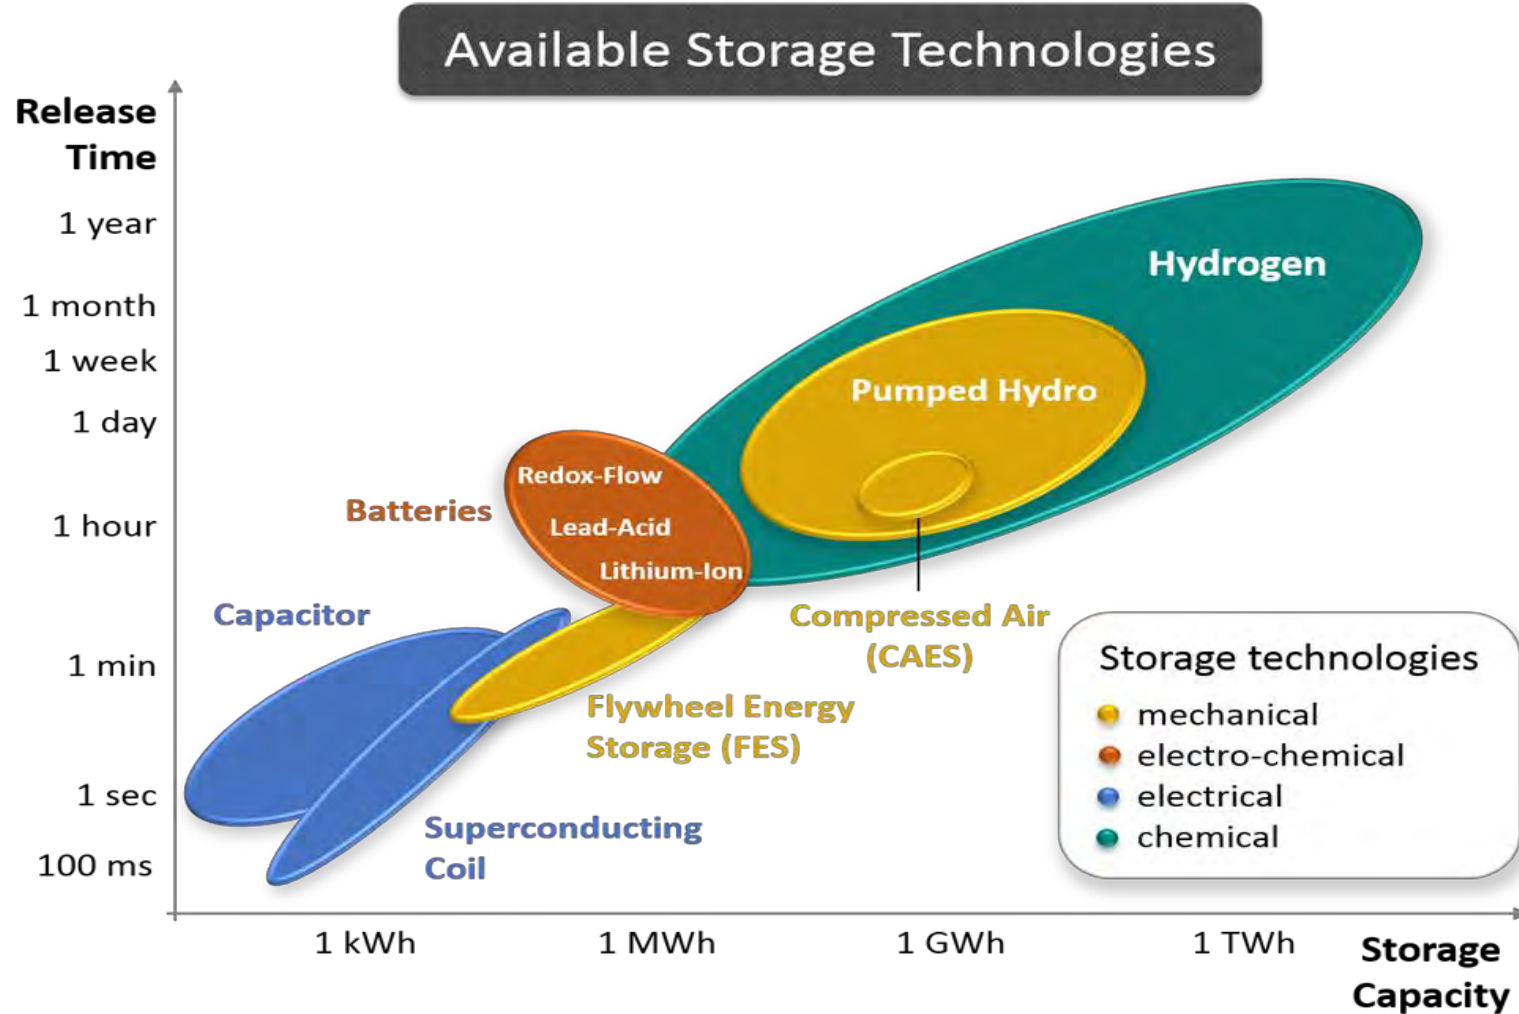 Available Storage Technologies
Release
Time
1 year
1 month
1 week
1 day
1 hour
1 min
1 sec
100 ms
Hydrogen
Pumped Hydro
Redox-Flow
Batteries
Lead-Acid
Lithium-Ion
Capacitor
Compressed Air
(CAES)
Flywheel Energy
Storage (FES)
Superconducting
Coil
Storage technologies
mechanical
electro-chemical
electrical
chemical
1 kWh
1 MWh
1 GWh
1 TWh
Storage
Capacity